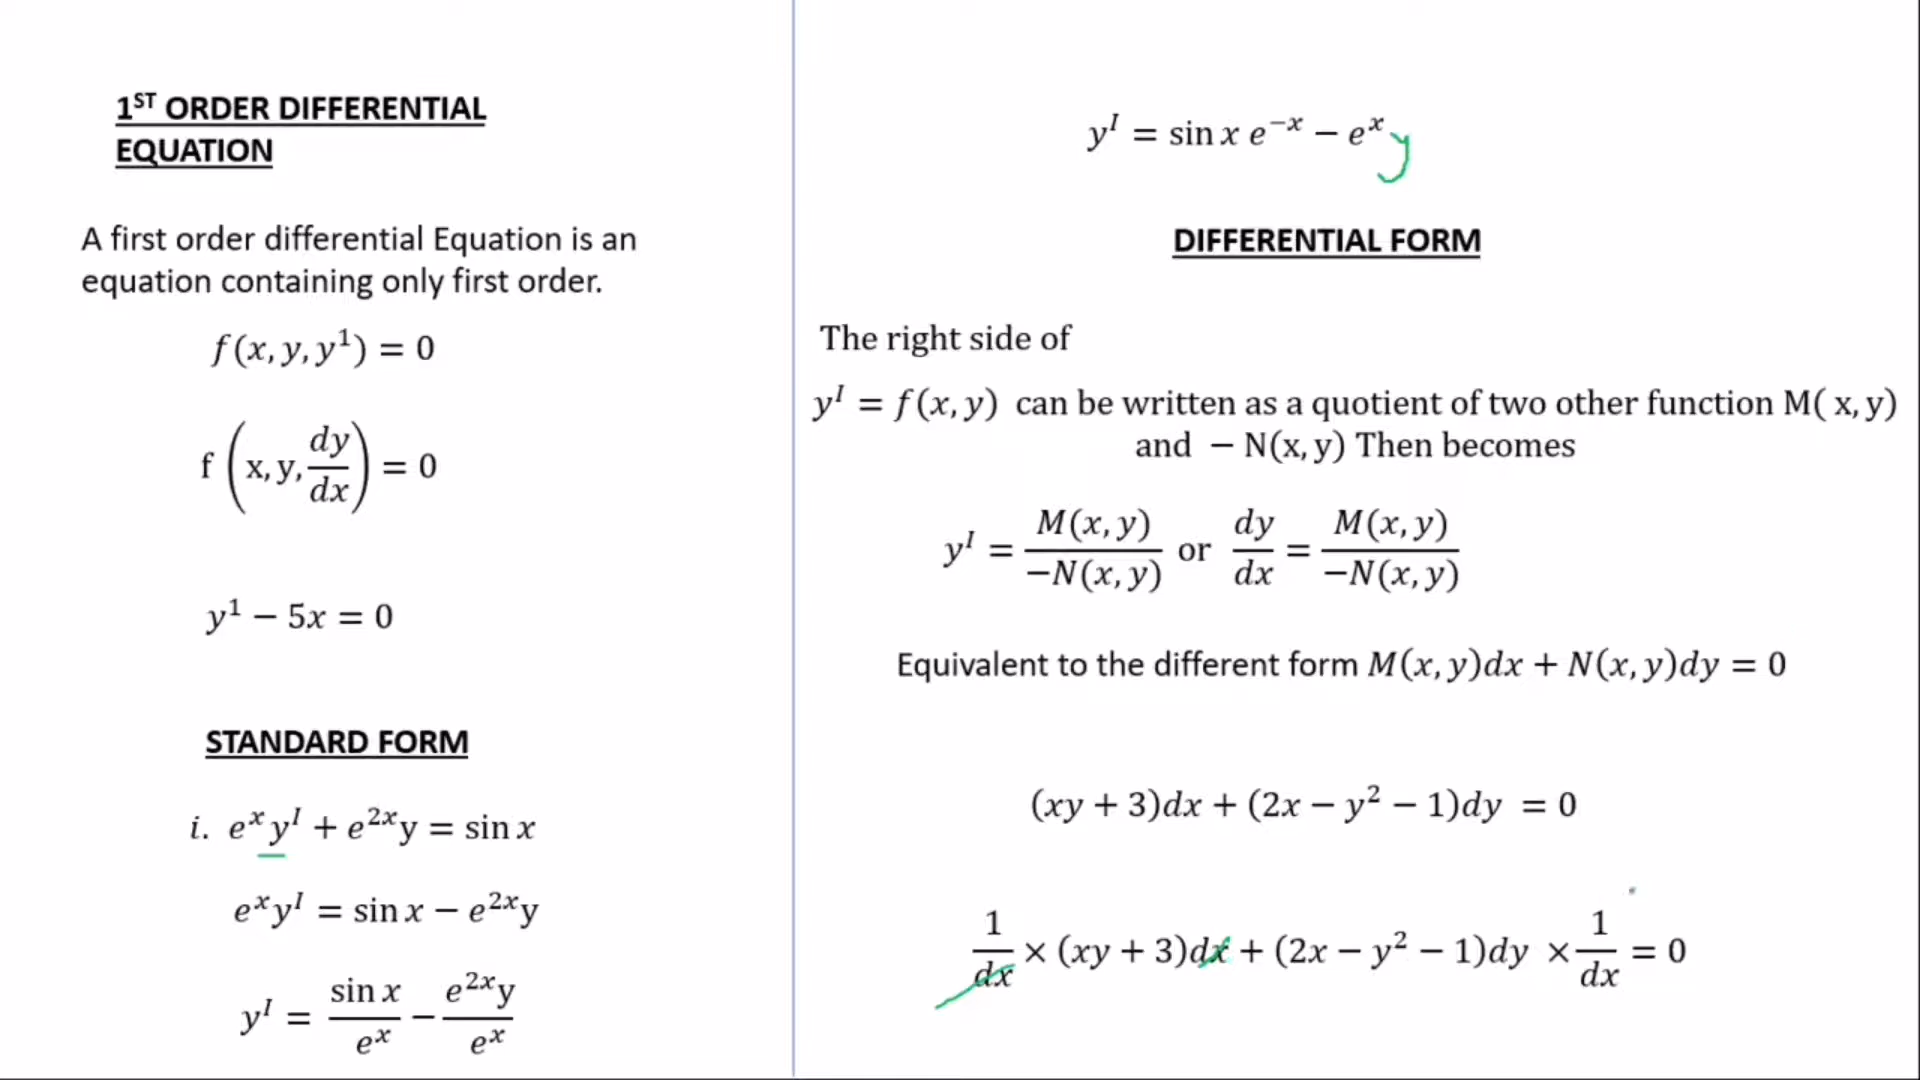 1ST ORDER DIFFERENTIAL
EQUATION
A first order differential Equation is an
equation containing only first order.
f(x, y, y¹) = 0
f(x, y, dy/dx) = 0
y¹ − 5x = 0
STANDARD FORM
i. eˣyᴵ + e²ˣy = sin x
eˣyᴵ = sin x − e²ˣy
yᴵ = sin x/eˣ − e²ˣy/eˣ
yᴵ = sin x e⁻ˣ − eˣ y
DIFFERENTIAL FORM
The right side of
yᴵ = f(x, y) can be written as a quotient of two other function M( x, y)
and − N(x, y) Then becomes
yᴵ = M(x, y)/−N(x, y) or dy/dx = M(x, y)/−N(x, y)
Equivalent to the different form M(x, y)dx + N(x, y)dy = 0
(xy + 3)dx + (2x − y² − 1)dy = 0
1/dx × (xy + 3)dx + (2x − y² − 1)dy × 1/dx = 0